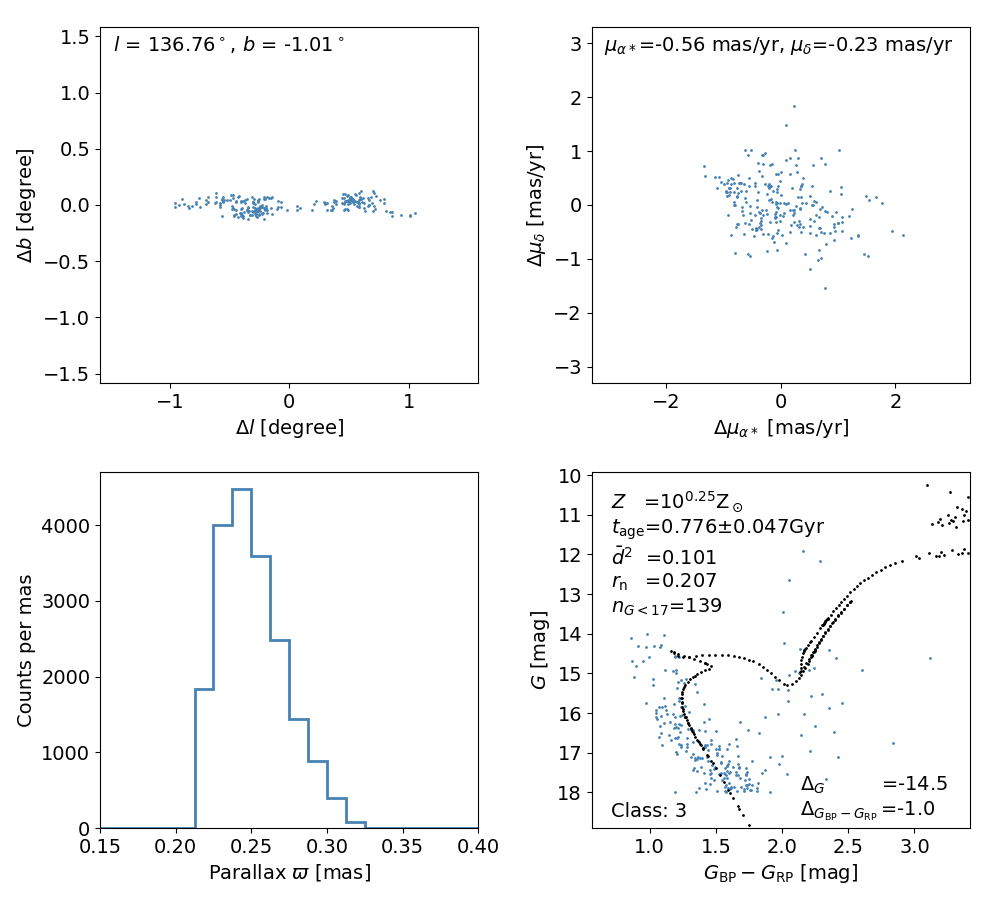 l = 136.76°, b = -1.01°
1.5
1.0
0.5
0.0
−0.5
−1.0
−1.5
Δb [degree]
−1 0 1
Δl [degree]
μα*=-0.56 mas/yr, μδ=-0.23 mas/yr
3
2
1
0
−1
−2
−3
Δμδ [mas/yr]
−2 0 2
Δμα* [mas/yr]
4000
3000
2000
1000
0
Counts per mas
0.15 0.20 0.25 0.30 0.35 0.40
Parallax ϖ [mas]
10
11
12
13
14
15
16
17
18
G [mag]
Z =10^0.25 Z⊙
t_age=0.776±0.047Gyr
d̄² =0.101
r_n =0.207
n_G<17=139
Δ_G =-14.5
Δ_GBP−GRP=-1.0
Class: 3
1.0 1.5 2.0 2.5 3.0
G_BP − G_RP [mag]